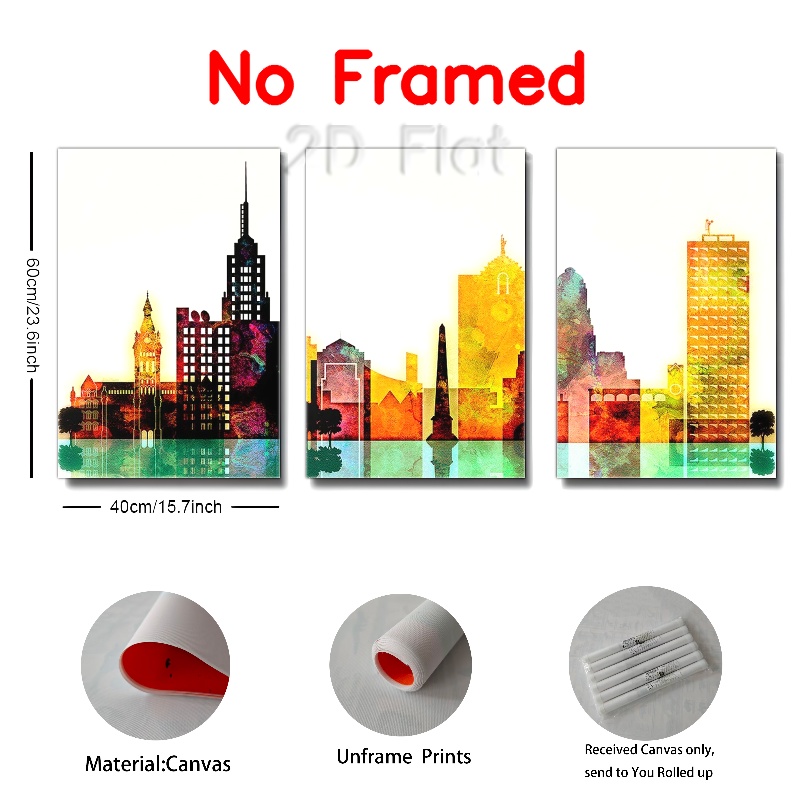 No Framed
2D Flat
60cm/23.6inch
40cm/15.7inch
Material:Canvas
Unframe Prints
Received Canvas only,
send to You Rolled up